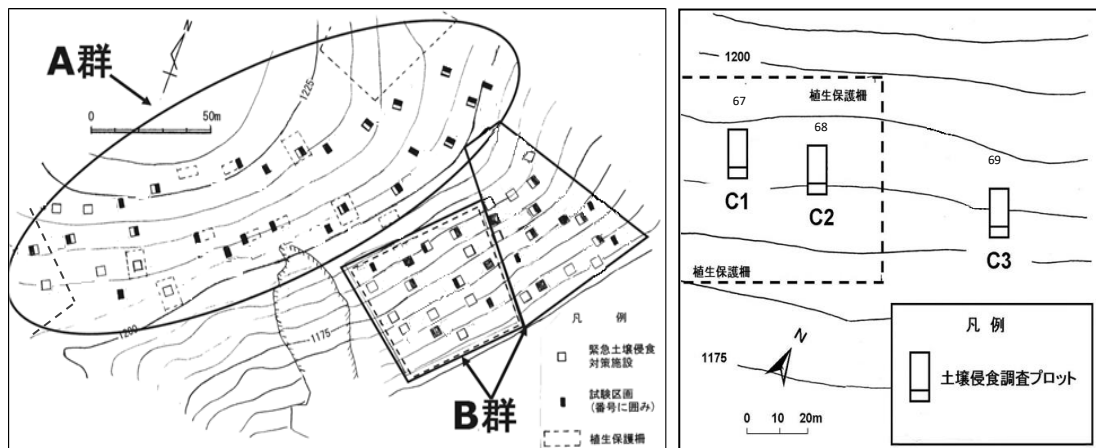 A群
N
0
50m
1225
1200
1175
B群
凡 例
緊急土壌侵食
対策施設
試験区画
(番号に囲み)
植生保護柵
1200
植生保護柵
67
68
69
C1
C2
C3
植生保護柵
N
1175
0 10 20m
凡 例
土壌侵食調査プロット